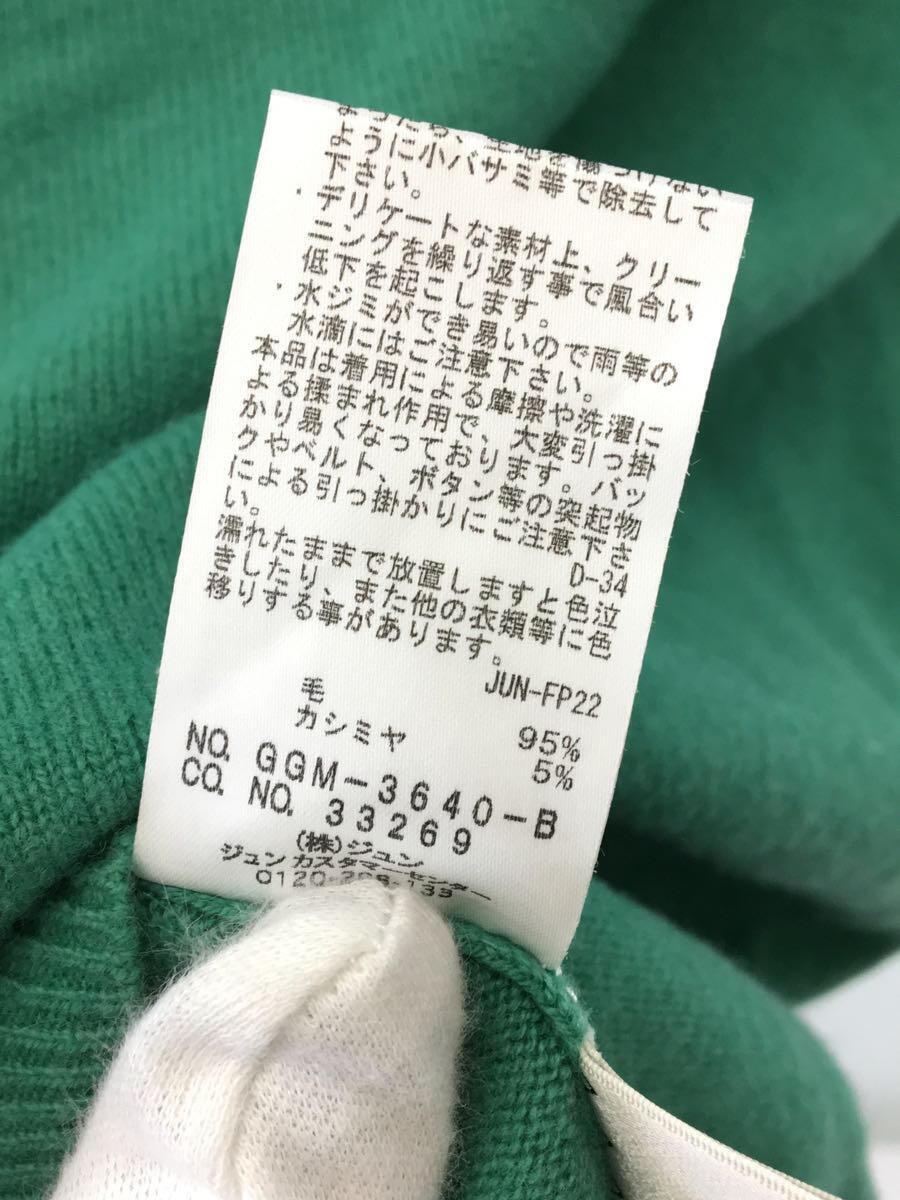 たら、生地を傷つけない
ように小バサミ等で除去して
下さい。
・デリケートな素材上、クリー
ニングを繰り返す事で風合い
低下を起こします。
・水ジミができ易いので雨等の
水滴にはご注意下さい。
本品は着用による摩擦や洗濯に
よる揉まれ作用で、大変引っ掛
かり易くなっております。バッ
クやベルト、ボタン等の突起物
による引っ掛かりにご注意下さ
い。
D-34
濡れたままで放置しますと色泣
きしたり、また他の衣類等に色
移りする事があります。
JUN-FP22
毛 95%
カシミヤ 5%
NO. GGM-3640-B
CO. NO. 33269
(株)ジュン
ジュン カスタマーセンター